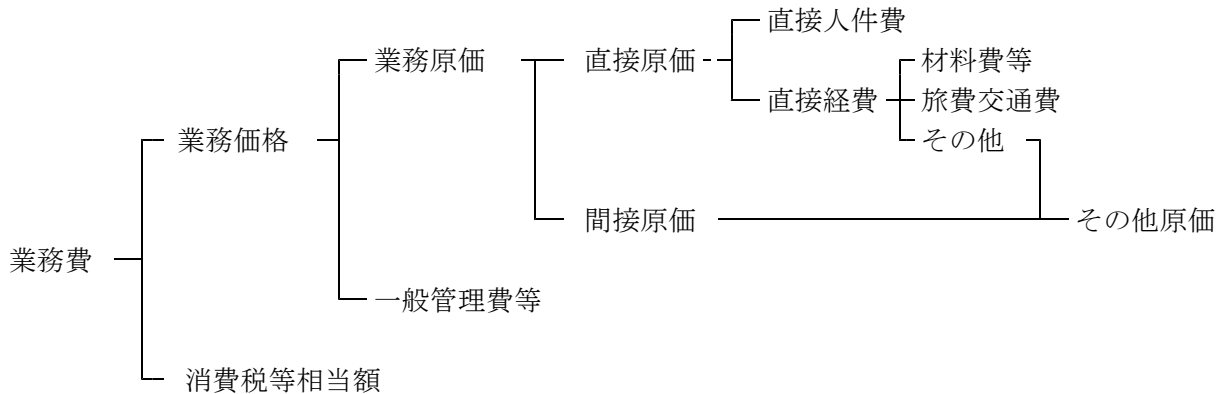 直接人件費
業務原価 直接原価 材料費等
直接経費 旅費交通費
業務価格 その他
間接原価 その他原価
業務費
一般管理費等
消費税等相当額